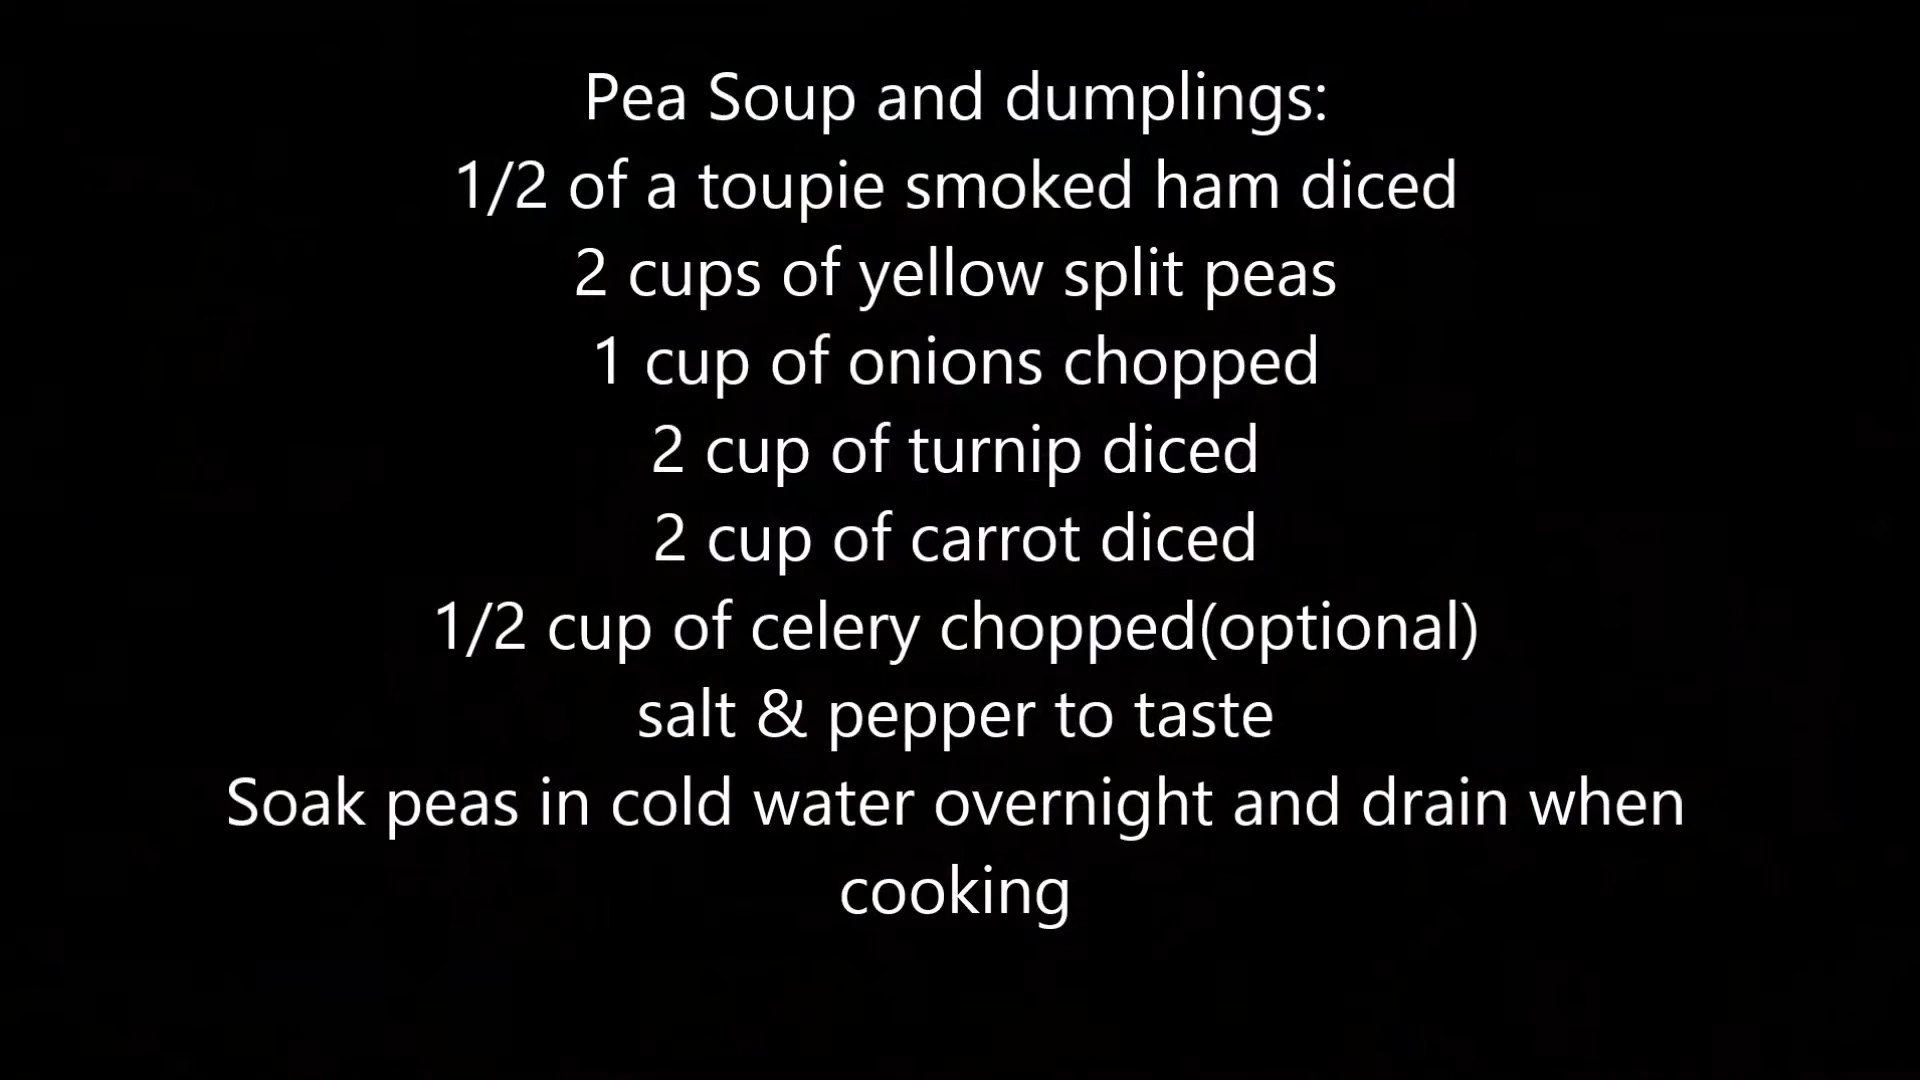 Pea Soup and dumplings:
1/2 of a toupie smoked ham diced
2 cups of yellow split peas
1 cup of onions chopped
2 cup of turnip diced
2 cup of carrot diced
1/2 cup of celery chopped(optional)
salt & pepper to taste
Soak peas in cold water overnight and drain when
cooking